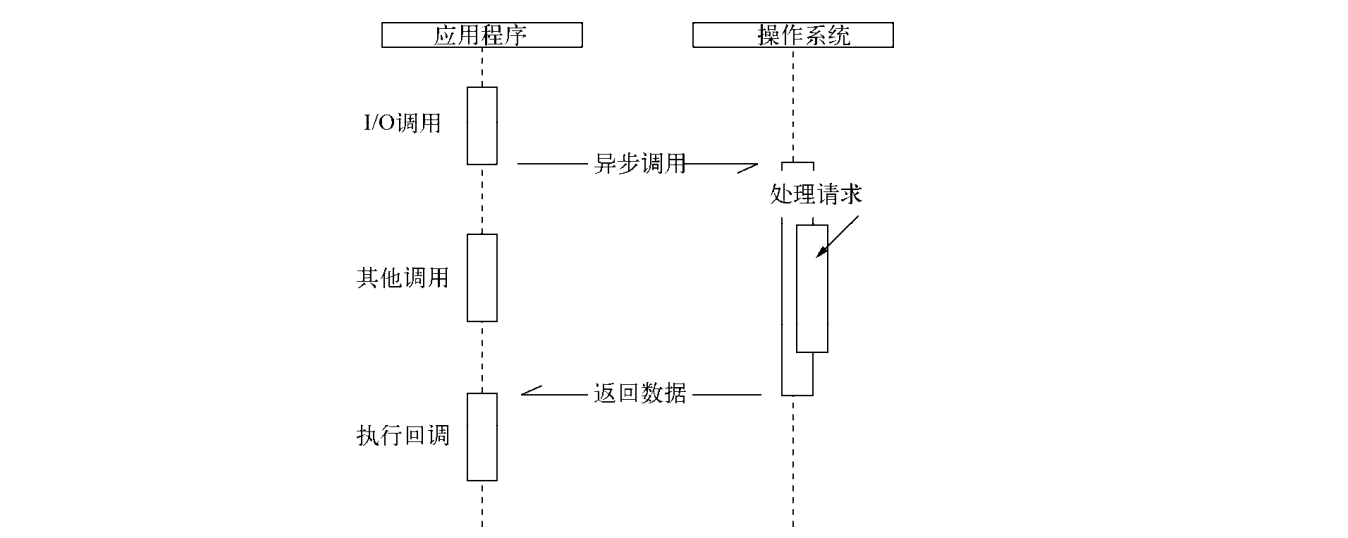 应用程序
操作系统
I/O调用
异步调用
处理请求
其他调用
返回数据
执行回调